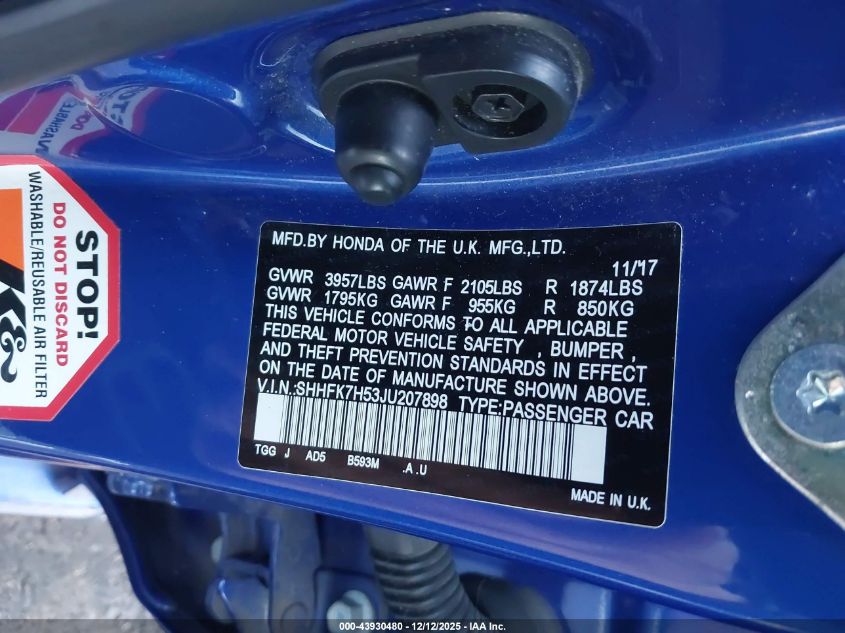 MFD.BY HONDA OF THE U.K. MFG.,LTD.
11/17
GVWR 3957LBS GAWR F 2105LBS R 1874LBS
GVWR 1795KG GAWR F 955KG R 850KG
THIS VEHICLE CONFORMS TO ALL APPLICABLE
FEDERAL MOTOR VEHICLE SAFETY , BUMPER ,
AND THEFT PREVENTION STANDARDS IN EFFECT
ON THE DATE OF MANUFACTURE SHOWN ABOVE.
V.I.N.:SHHFK7H53JU207898 TYPE:PASSENGER CAR
TGG J AD5 B593M .A .U
MADE IN U.K.
STOP!
DO NOT DISCARD
WASHABLE/REUSABLE AIR FILTER
K&
000-43930480 - 12/12/2025 - IAA Inc.